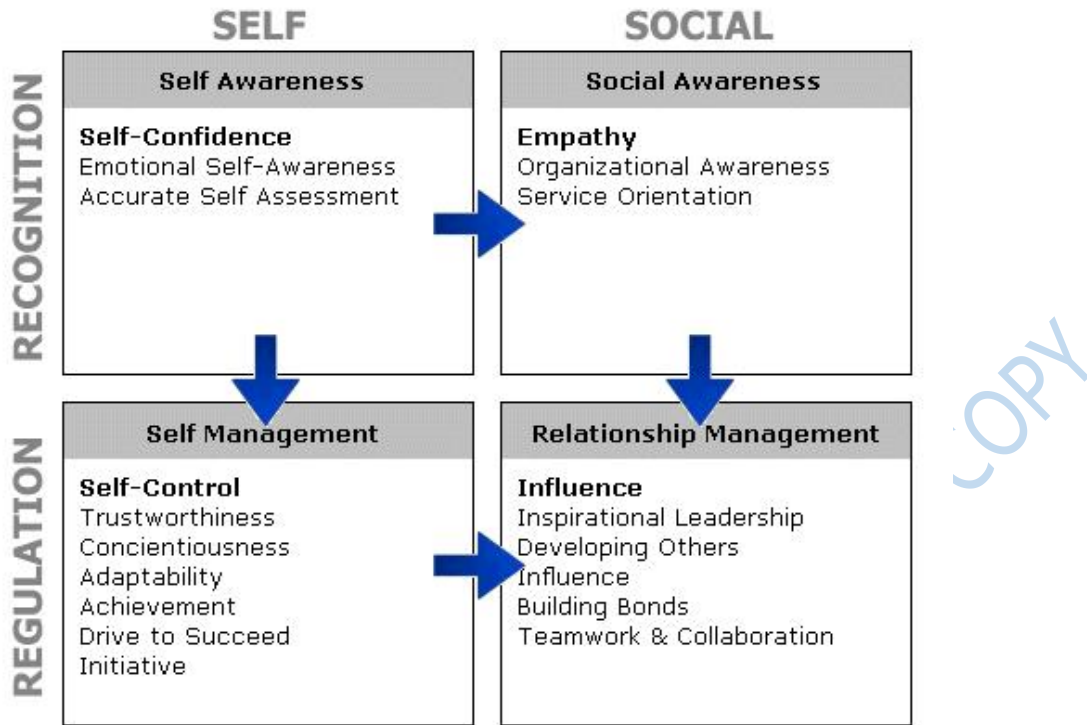 SELF
SOCIAL
RECOGNITION
Self Awareness
Self-Confidence
Emotional Self-Awareness
Accurate Self Assessment
Social Awareness
Empathy
Organizational Awareness
Service Orientation
REGULATION
Self Management
Self-Control
Trustworthiness
Concientiousness
Adaptability
Achievement
Drive to Succeed
Initiative
Relationship Management
Influence
Inspirational Leadership
Developing Others
Influence
Building Bonds
Teamwork & Collaboration
COPY